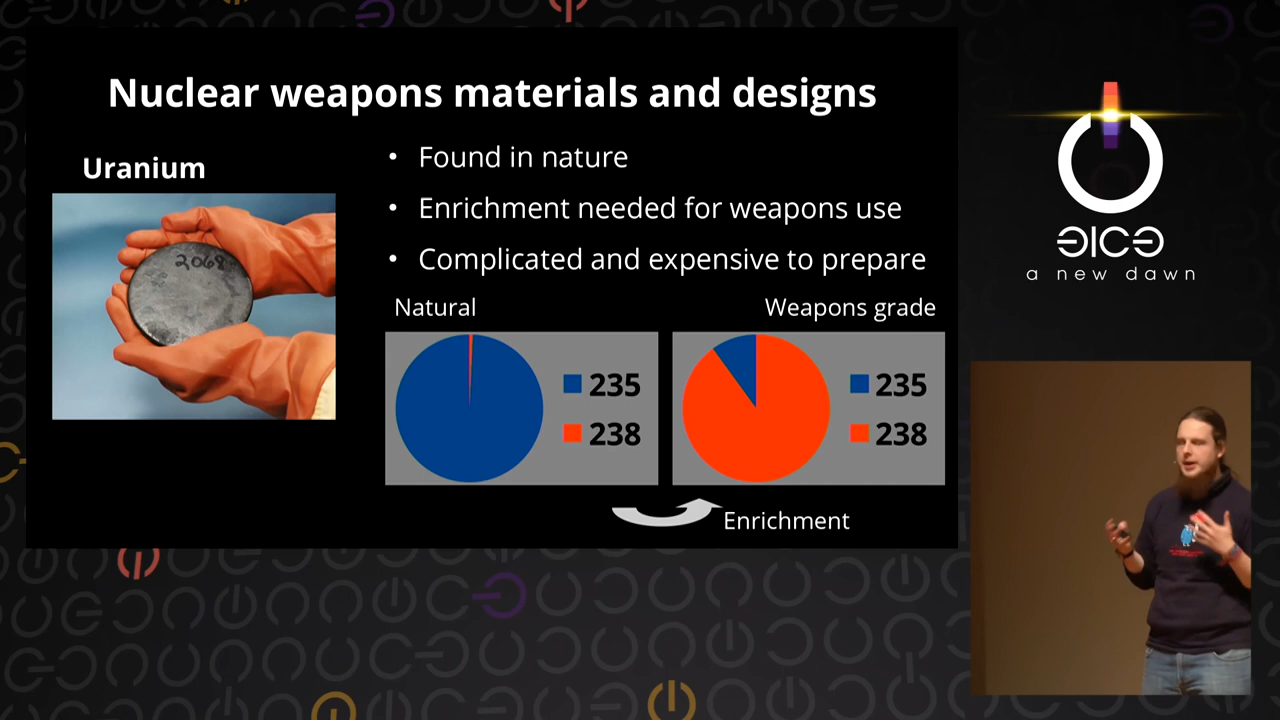 Nuclear weapons materials and designs
Uranium
2068
• Found in nature
• Enrichment needed for weapons use
• Complicated and expensive to prepare
Natural
235
238
Weapons grade
235
238
Enrichment
a new dawn